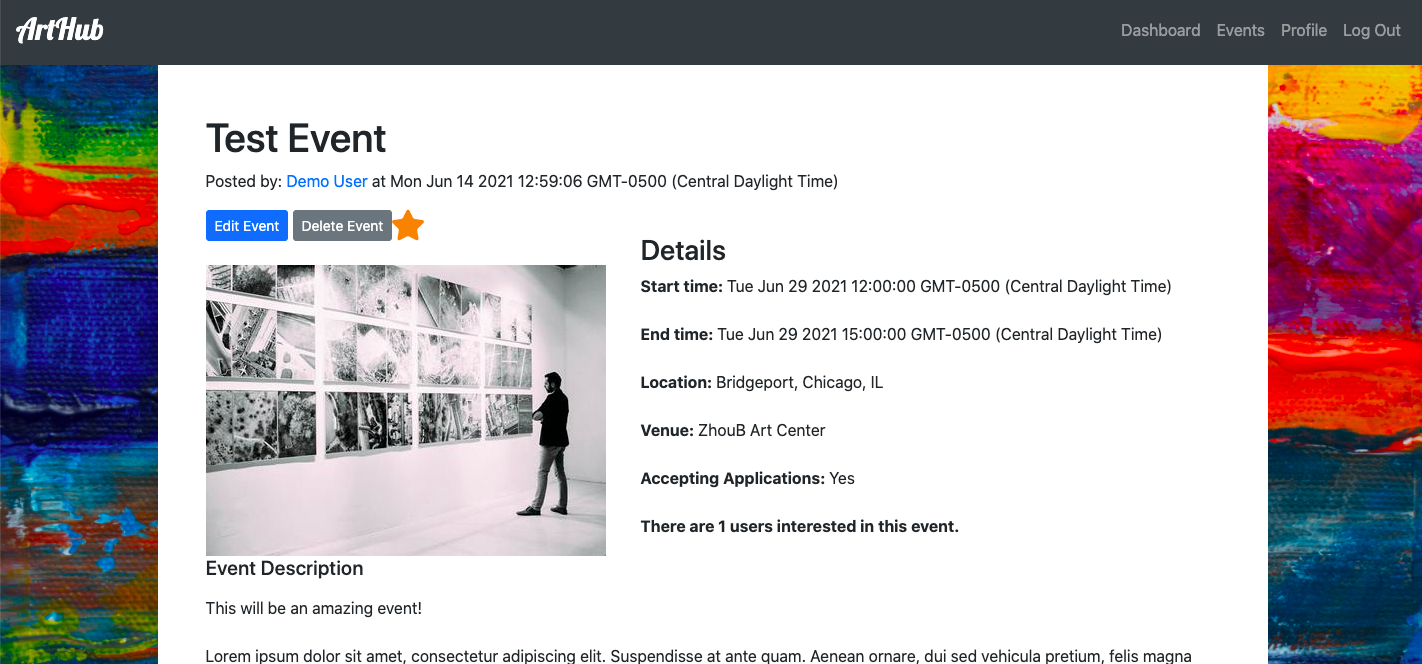 ArtHub
Dashboard Events Profile Log Out
Test Event
Posted by: Demo User at Mon Jun 14 2021 12:59:06 GMT-0500 (Central Daylight Time)
Edit Event Delete Event
Details
Start time: Tue Jun 29 2021 12:00:00 GMT-0500 (Central Daylight Time)
End time: Tue Jun 29 2021 15:00:00 GMT-0500 (Central Daylight Time)
Location: Bridgeport, Chicago, IL
Venue: ZhouB Art Center
Accepting Applications: Yes
There are 1 users interested in this event.
Event Description
This will be an amazing event!
Lorem ipsum dolor sit amet, consectetur adipiscing elit. Suspendisse at ante quam. Aenean ornare, dui sed vehicula pretium, felis magna